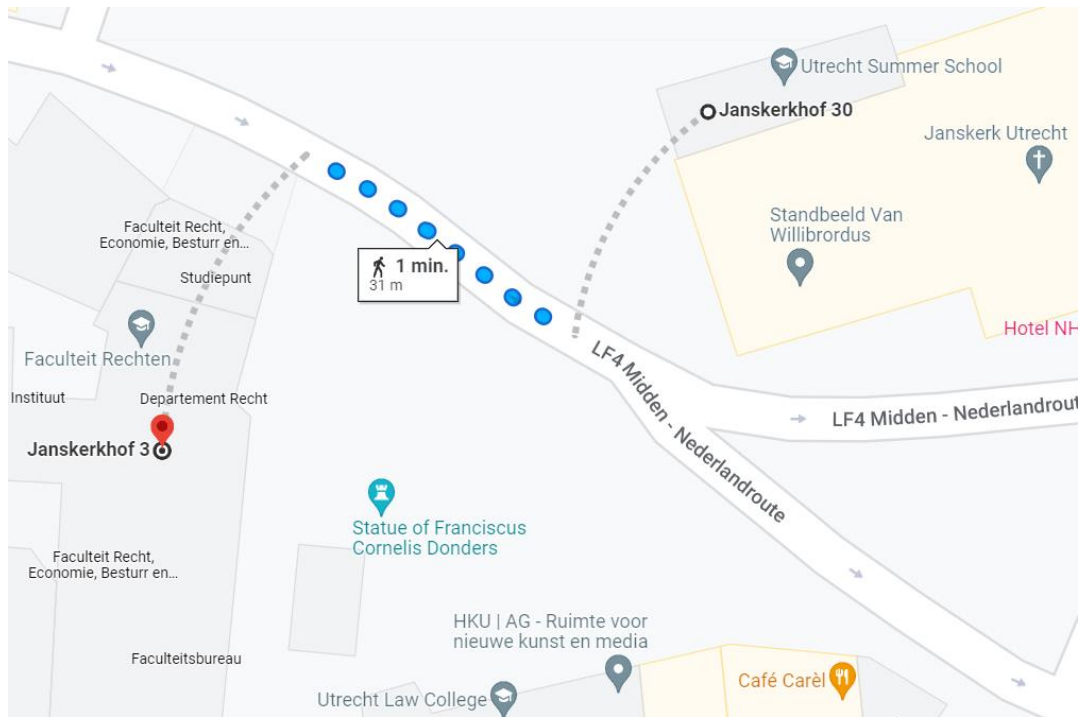 Utrecht Summer School
Janskerkhof 30
Janskerk Utrecht
Standbeeld Van
Willibrordus
Faculteit Recht,
Economie, Besturr en...
Studiepunt
1 min.
31 m
Hotel NH
Faculteit Rechten
Instituut
Departement Recht
LF4 Midden - Nederlandroute
LF4 Midden - Nederlandrout
Janskerkhof 3
Statue of Franciscus
Cornelis Donders
Faculteit Recht,
Economie, Besturr en...
HKU | AG - Ruimte voor
nieuwe kunst en media
Faculteitsbureau
Café Carèl
Utrecht Law College